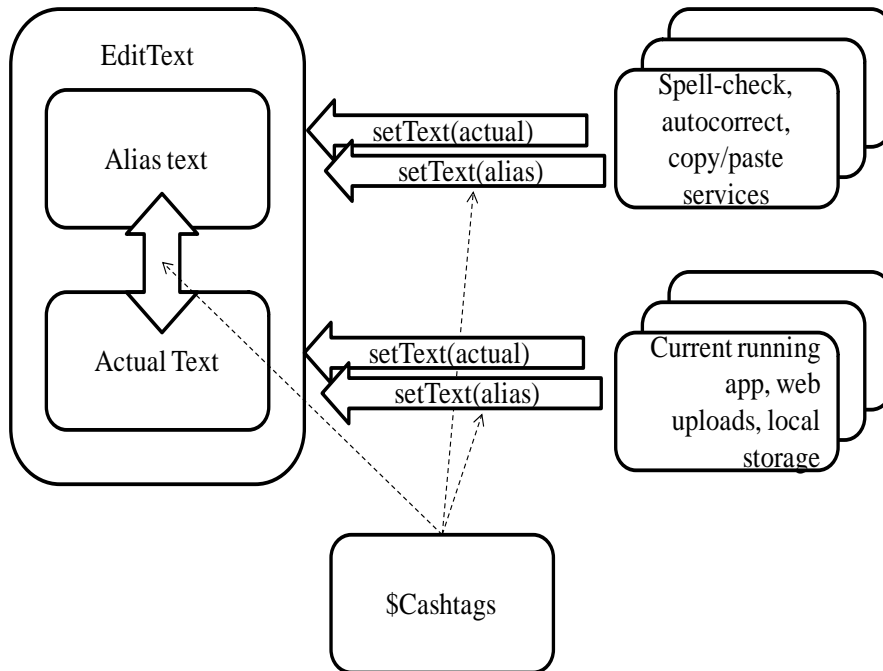 EditText
Alias text
Actual Text
setText(actual)
setText(alias)
Spell-check,
autocorrect,
copy/paste
services
setText(actual)
setText(alias)
Current running
app, web
uploads, local
storage
$Cashtags